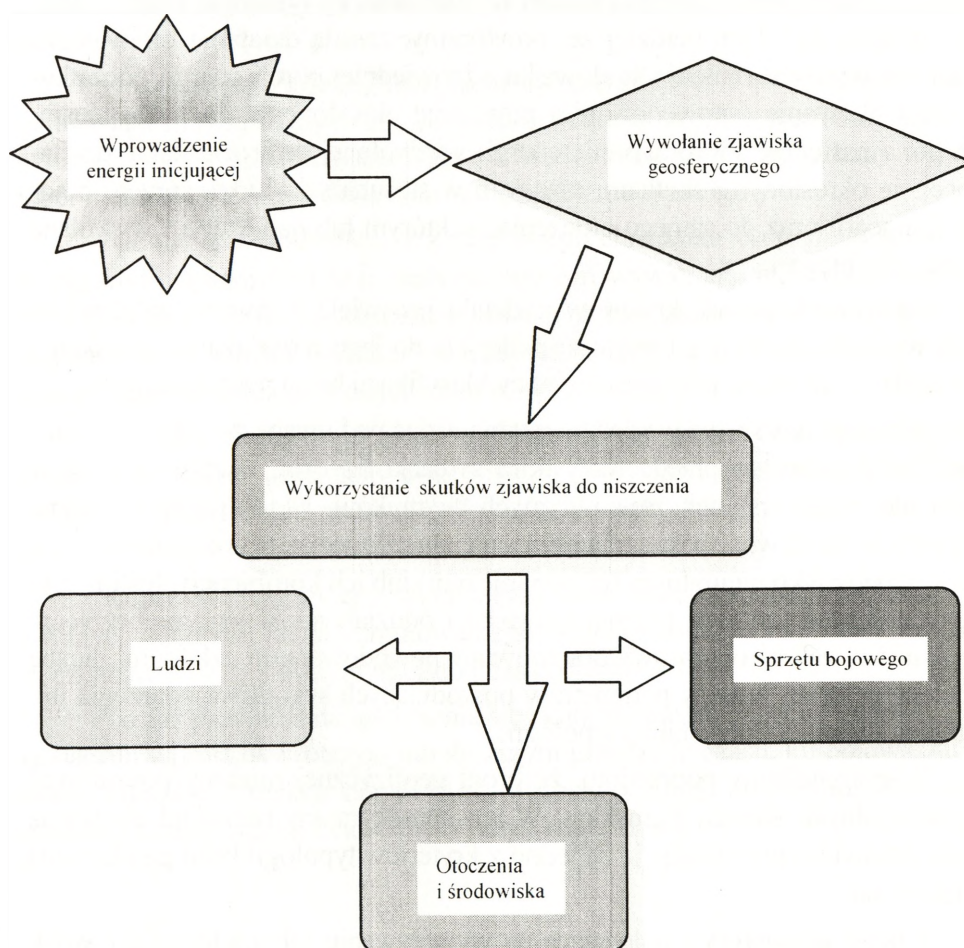 Wprowadzenie
energii inicjującej
Wywołanie zjawiska
geosferycznego
Wykorzystanie skutków zjawiska do niszczenia
Ludzi
Sprzętu bojowego
Otoczenia
i środowiska